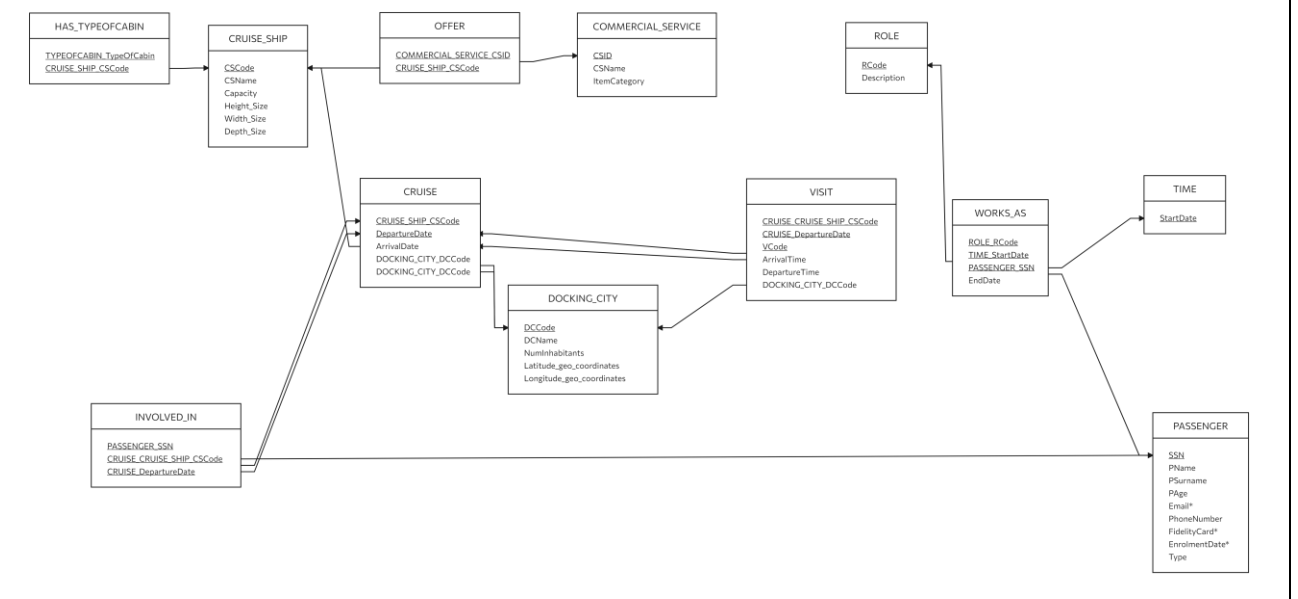 HAS_TYPEOFCABIN
TYPEOFCABIN_TypeOfCabin
CRUISE_SHIP_CSCode
CRUISE_SHIP
CSCode
CSName
Capacity
Height_Size
Width_Size
Depth_Size
OFFER
COMMERCIAL_SERVICE_CSID
CRUISE_SHIP_CSCode
COMMERCIAL_SERVICE
CSID
CSName
ItemCategory
ROLE
RCode
Description
CRUISE
CRUISE_SHIP_CSCode
DepartureDate
ArrivalDate
DOCKING_CITY_DCCode
DOCKING_CITY_DCCode
VISIT
CRUISE_CRUISE_SHIP_CSCode
CRUISE_DepartureDate
VCode
ArrivalTime
DepartureTime
DOCKING_CITY_DCCode
WORKS_AS
ROLE_RCode
TIME_StartDate
PASSENGER_SSN
EndDate
TIME
StartDate
DOCKING_CITY
DCCode
DCName
NumInhabitants
Latitude_geo_coordinates
Longitude_geo_coordinates
INVOLVED_IN
PASSENGER_SSN
CRUISE_CRUISE_SHIP_CSCode
CRUISE_DepartureDate
PASSENGER
SSN
PName
PSurname
PAge
Email*
PhoneNumber
FidelityCard*
EnrolmentDate*
Type